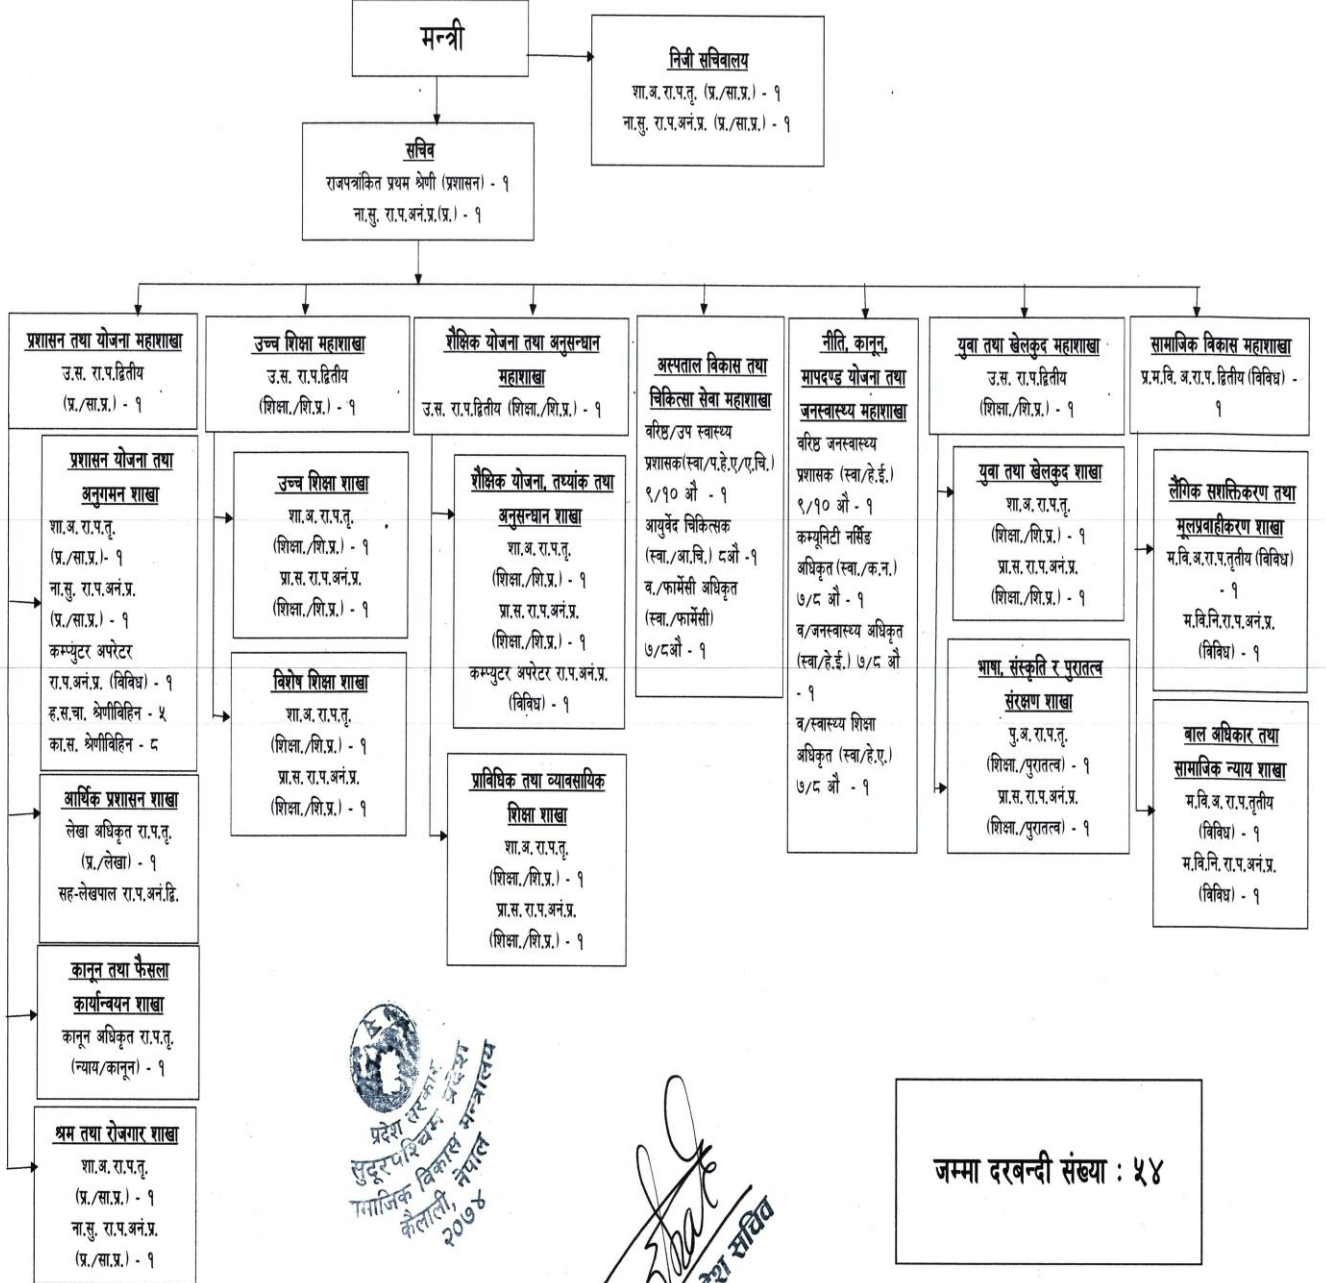 मन्त्री
निजी सचिवालय
शा.अ. रा.प.तृ. (प्र./सा.प्र.) - १
ना.सु. रा.प.अनं.प्र. (प्र./सा.प्र.) - १
सचिव
राजपत्रांकित प्रथम श्रेणी (प्रशासन) - १
ना.सु. रा.प.अनं.प्र.(प्र.) - १
प्रशासन तथा योजना महाशाखा
उ.स. रा.प.द्वितीय
(प्र./सा.प्र.) - १
प्रशासन योजना तथा
अनुगमन शाखा
शा.अ. रा.प.तृ.
(प्र./सा.प्र.)- १
ना.सु. रा.प.अनं.प्र.
(प्र./सा.प्र.) - १
कम्प्युटर अपरेटर
रा.प.अनं.प्र. (विविध) - १
ह.स.चा. श्रेणीविहिन - ५
का.स. श्रेणीविहिन - ८
आर्थिक प्रशासन शाखा
लेखा अधिकृत रा.प.तृ.
(प्र./लेखा) - १
सह-लेखपाल रा.प.अनं.द्वि.
कानून तथा फैसला
कार्यान्वयन शाखा
कानून अधिकृत रा.प.तृ.
(न्याय/कानून) - १
श्रम तथा रोजगार शाखा
शा.अ. रा.प.तृ.
(प्र./सा.प्र.) - १
ना.सु. रा.प.अनं.प्र.
(प्र./सा.प्र.) - १
उच्च शिक्षा महाशाखा
उ.स. रा.प.द्वितीय
(शिक्षा./शि.प्र.) - १
उच्च शिक्षा शाखा
शा.अ. रा.प.तृ.
(शिक्षा./शि.प्र.) - १
प्रा.स. रा.प.अनं.प्र.
(शिक्षा./शि.प्र.) - १
विशेष शिक्षा शाखा
शा.अ. रा.प.तृ.
(शिक्षा./शि.प्र.) - १
प्रा.स. रा.प.अनं.प्र.
(शिक्षा./शि.प्र.) - १
शैक्षिक योजना तथा अनुसन्धान
महाशाखा
उ.स. रा.प.द्वितीय (शिक्षा./शि.प्र.) - १
शैक्षिक योजना, तथ्यांक तथा
अनुसन्धान शाखा
शा.अ. रा.प.तृ.
(शिक्षा./शि.प्र.) - १
प्रा.स. रा.प.अनं.प्र.
(शिक्षा./शि.प्र.) - १
कम्प्युटर अपरेटर रा.प.अनं.प्र.
(विविध) - १
प्राविधिक तथा व्यावसायिक
शिक्षा शाखा
शा.अ. रा.प.तृ.
(शिक्षा./शि.प्र.) - १
प्रा.स. रा.प.अनं.प्र.
(शिक्षा./शि.प्र.) - १
अस्पताल विकास तथा
चिकित्सा सेवा महाशाखा
वरिष्ठ/उप स्वास्थ्य
प्रशासक(स्वा/प.हे.ए/ए.चि.)
९/१० औ - १
आयुर्वेद चिकित्सक
(स्वा./आ.चि.) ८औ -१
व./फार्मेसी अधिकृत
(स्वा./फार्मेसी)
७/८औ - १
नीति, कानून,
मापदण्ड योजना तथा
जनस्वास्थ्य महाशाखा
वरिष्ठ जनस्वास्थ्य
प्रशासक (स्वा/हे.ई.)
९/१० औ - १
कम्यूनिटी नर्सिङ
अधिकृत (स्वा./क.न.)
७/८ औ - १
व/जनस्वास्थ्य अधिकृत
(स्वा/हे.ई.) ७/८ औ
- १
व/स्वास्थ्य शिक्षा
अधिकृत (स्वा/हे.ए.)
७/८ औ - १
युवा तथा खेलकुद महाशाखा
उ.स. रा.प.द्वितीय
(शिक्षा./शि.प्र.) - १
युवा तथा खेलकुद शाखा
शा.अ. रा.प.तृ.
(शिक्षा./शि.प्र.) - १
प्रा.स. रा.प.अनं.प्र.
(शिक्षा./शि.प्र.) - १
भाषा, संस्कृति र पुरातत्व
संरक्षण शाखा
पु.अ. रा.प.तृ.
(शिक्षा./पुरातत्व) - १
प्रा.स. रा.प.अनं.प्र.
(शिक्षा./पुरातत्व) - १
सामाजिक विकास महाशाखा
प्र.म.वि. अ.रा.प. द्वितीय (विविध) -
१
लैंगिक सशक्तिकरण तथा
मूलप्रवाहीकरण शाखा
म.वि.अ.रा.प.तृतीय (विविध)
- १
म.वि.नि.रा.प.अनं.प्र.
(विविध) - १
बाल अधिकार तथा
सामाजिक न्याय शाखा
म.वि.अ. रा.प.तृतीय
(विविध) - १
म.वि.नि. रा.प.अनं.प्र.
(विविध) - १
प्रदेश सरकार
सुदूरपश्चिम प्रदेश
सामाजिक विकास मन्त्रालय
कैलाली, नेपाल
२०७४
सचिव
जम्मा दरबन्दी संख्या : ५४